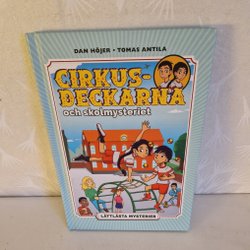 DAN HÖJER • TOMAS ANTILA
CIRKUS-
DECKARNA
och skolmysteriet
LÄTTLÄSTA MYSTERIER